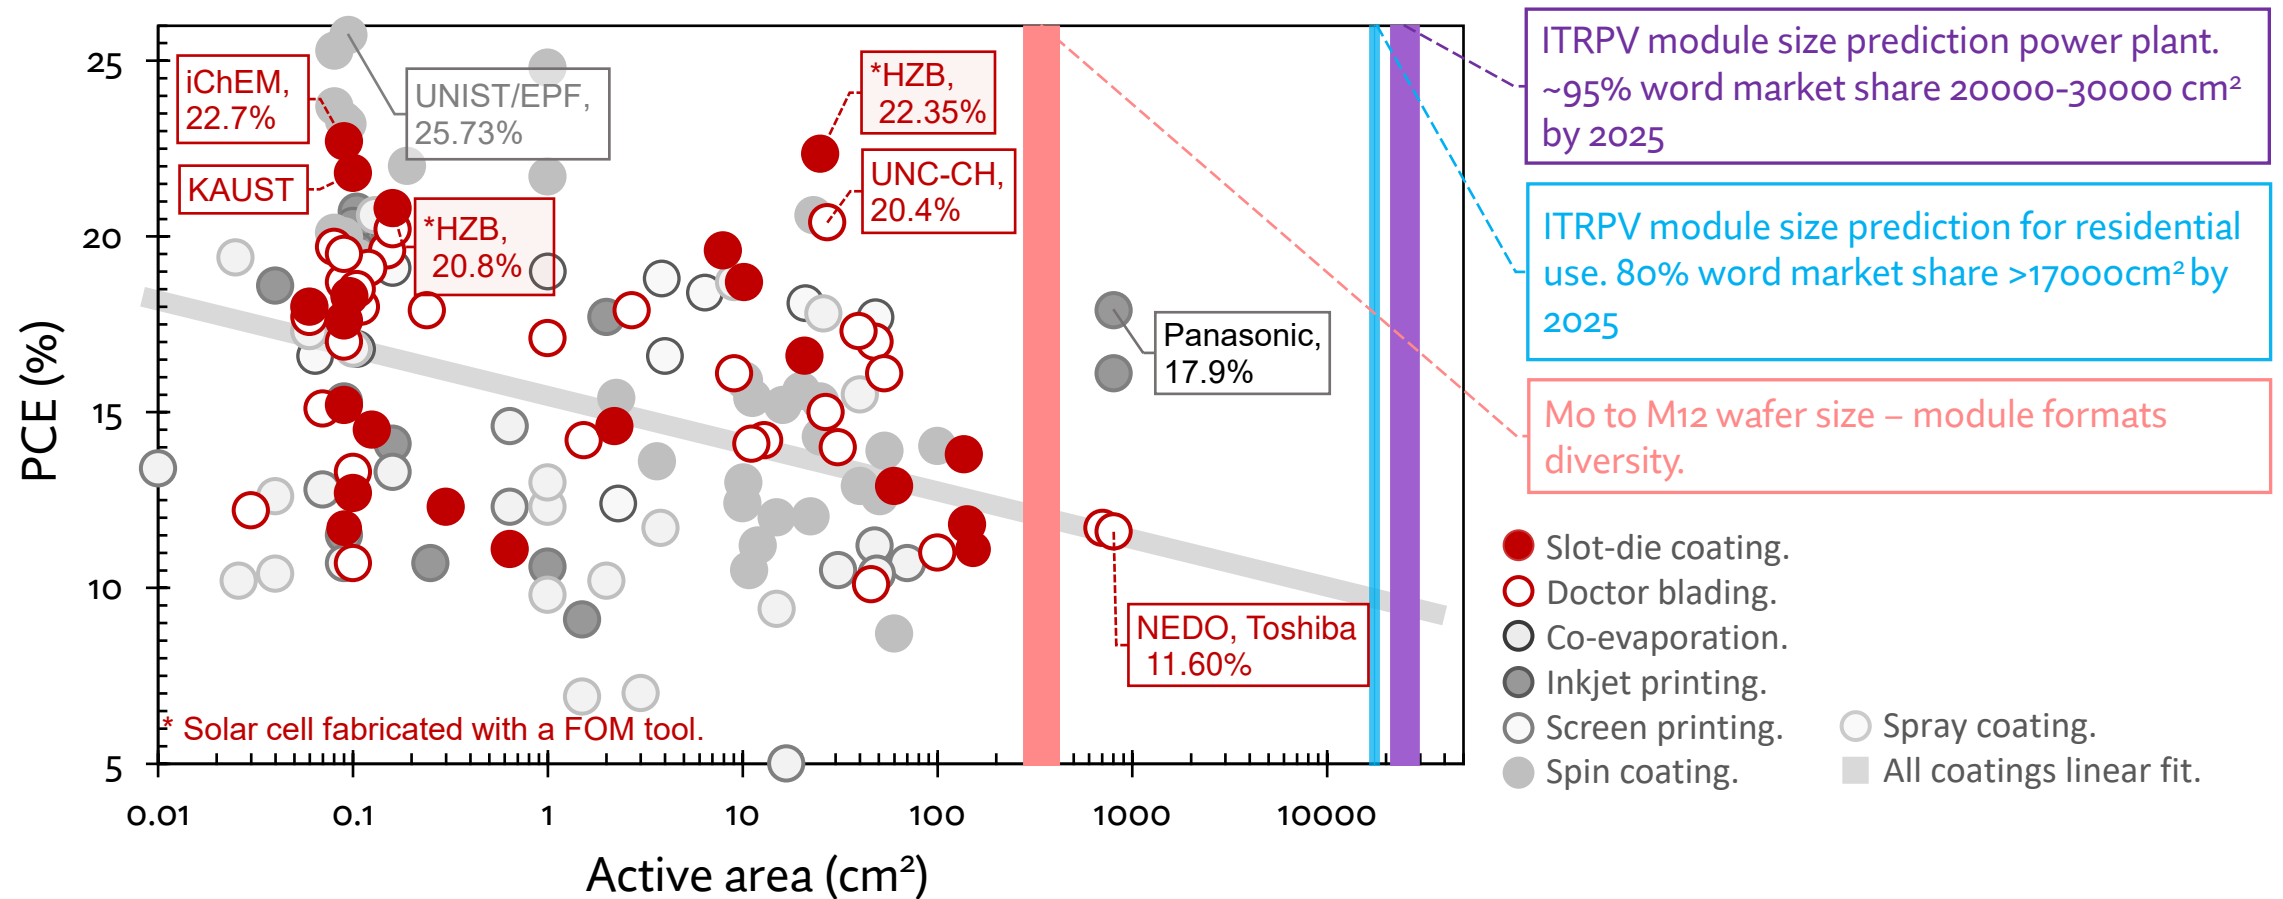 PCE (%)
25
20
15
10
5
iChEM,
22.7%
KAUST
UNIST/EPF,
25.73%
*HZB,
20.8%
*HZB,
22.35%
UNC-CH,
20.4%
Panasonic,
17.9%
NEDO, Toshiba
11.60%
* Solar cell fabricated with a FOM tool.
0.01 0.1 1 10 100 1000 10000
Active area (cm²)
ITRPV module size prediction power plant.
~95% word market share 20000-30000 cm²
by 2025
ITRPV module size prediction for residential
use. 80% word market share >17000cm² by
2025
M0 to M12 wafer size – module formats
diversity.
Slot-die coating.
Doctor blading.
Co-evaporation.
Inkjet printing.
Screen printing.
Spin coating.
Spray coating.
All coatings linear fit.